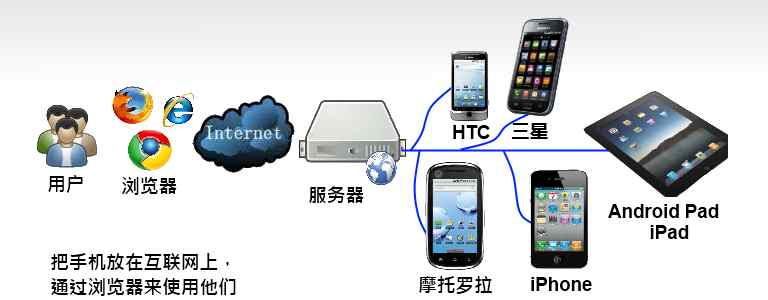 Internet
HTC
三星
用户
浏览器
服务器
Android Pad
iPad
摩托罗拉
iPhone
把手机放在互联网上，
通过浏览器来使用他们